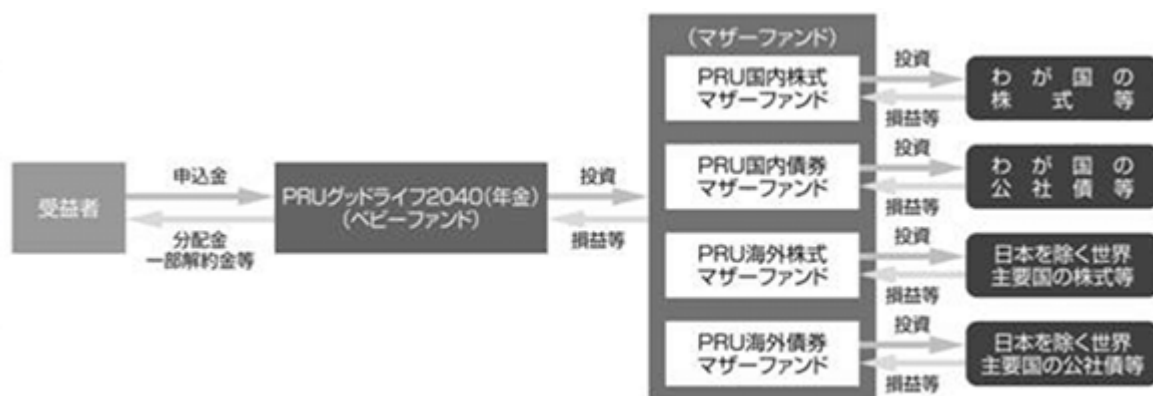 受益者
申込金
分配金
一部解約金等
PRUグッドライフ2040(年金)
(ベビーファンド)
投資
損益等
(マザーファンド)
PRU国内株式
マザーファンド
投資
損益等
わが国の
株式等
PRU国内債券
マザーファンド
投資
損益等
わが国の
公社債等
PRU海外株式
マザーファンド
投資
損益等
日本を除く世界
主要国の株式等
PRU海外債券
マザーファンド
投資
損益等
日本を除く世界
主要国の公社債等